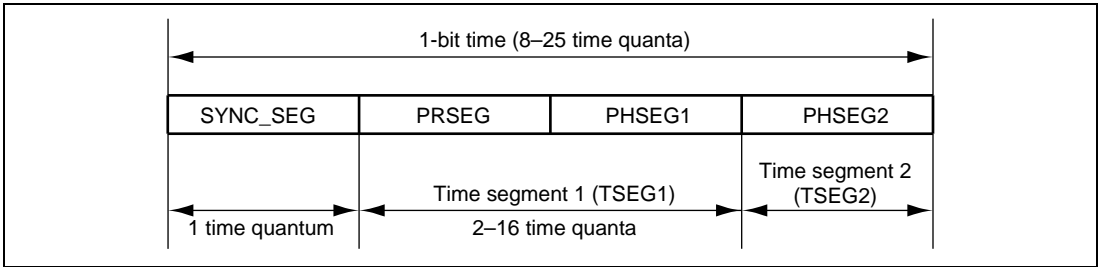 1-bit time (8–25 time quanta)
SYNC_SEG PRSEG PHSEG1 PHSEG2
Time segment 1 (TSEG1)
Time segment 2
(TSEG2)
1 time quantum
2–16 time quanta